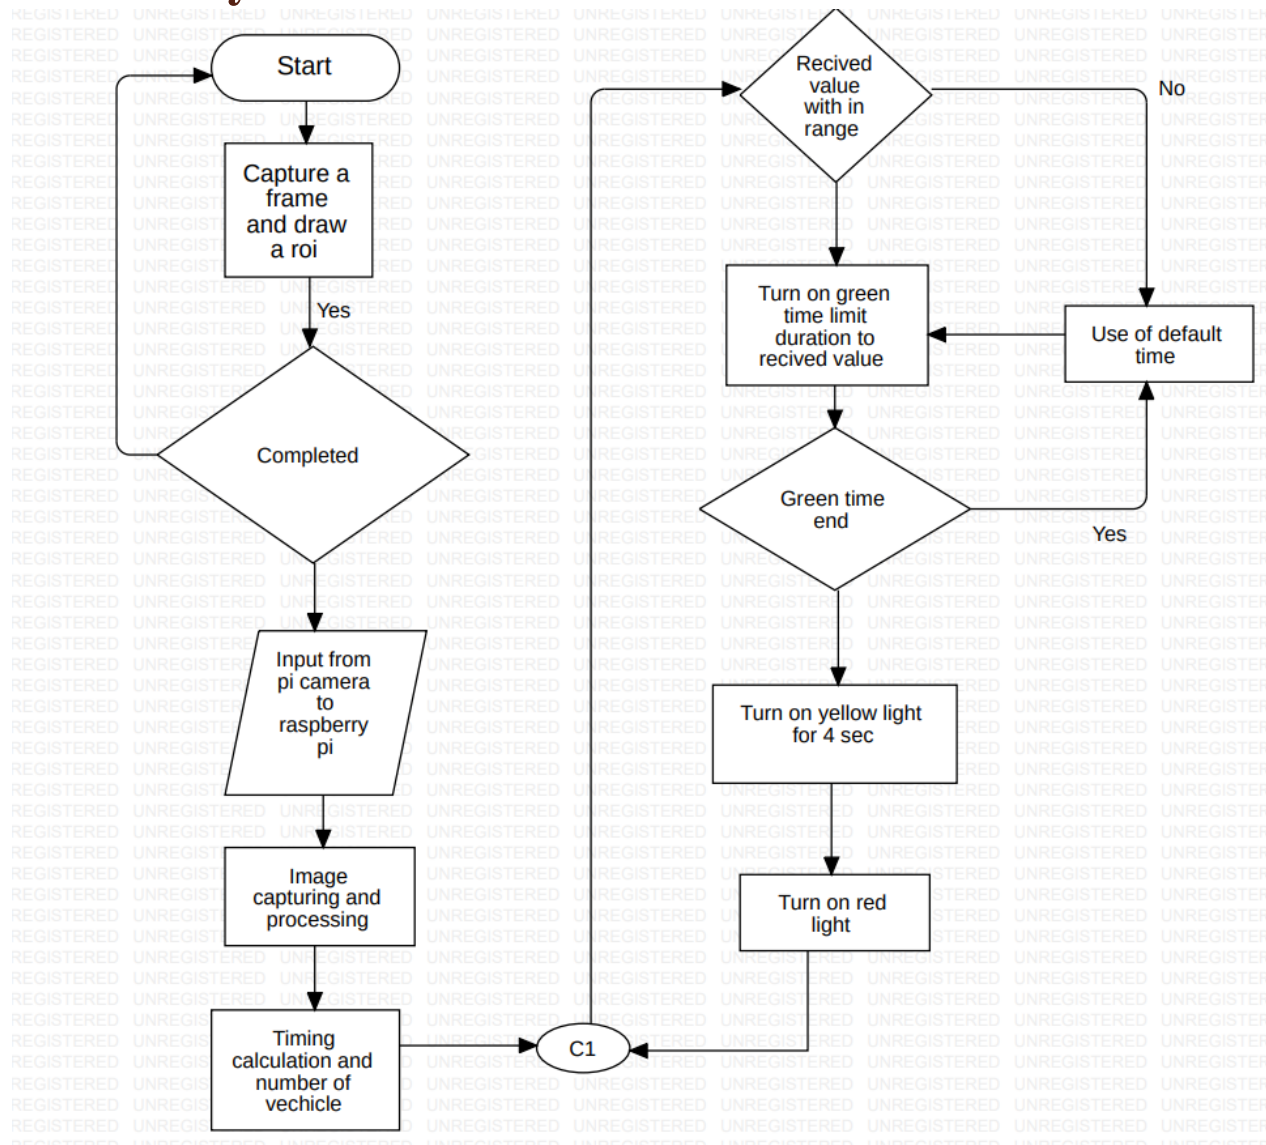 Start
Capture a
frame
and draw
a roi
Yes
Completed
Input from
pi camera
to
raspberry
pi
Image
capturing and
processing
Timing
calculation and
number of
vechicle
C1
Recived
value
with in
range
No
Turn on green
time limit
duration to
recived value
Use of default
time
Green time
end
Yes
Turn on yellow light
for 4 sec
Turn on red
light
UNREGISTERED